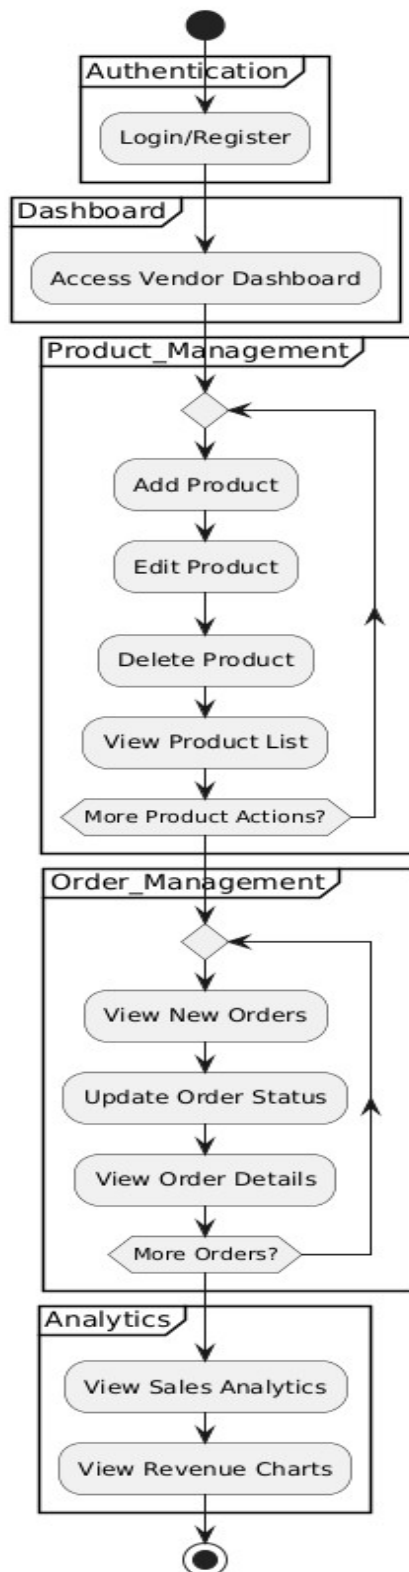 Authentication
Login/Register
Dashboard
Access Vendor Dashboard
Product_Management
Add Product
Edit Product
Delete Product
View Product List
More Product Actions?
Order_Management
View New Orders
Update Order Status
View Order Details
More Orders?
Analytics
View Sales Analytics
View Revenue Charts